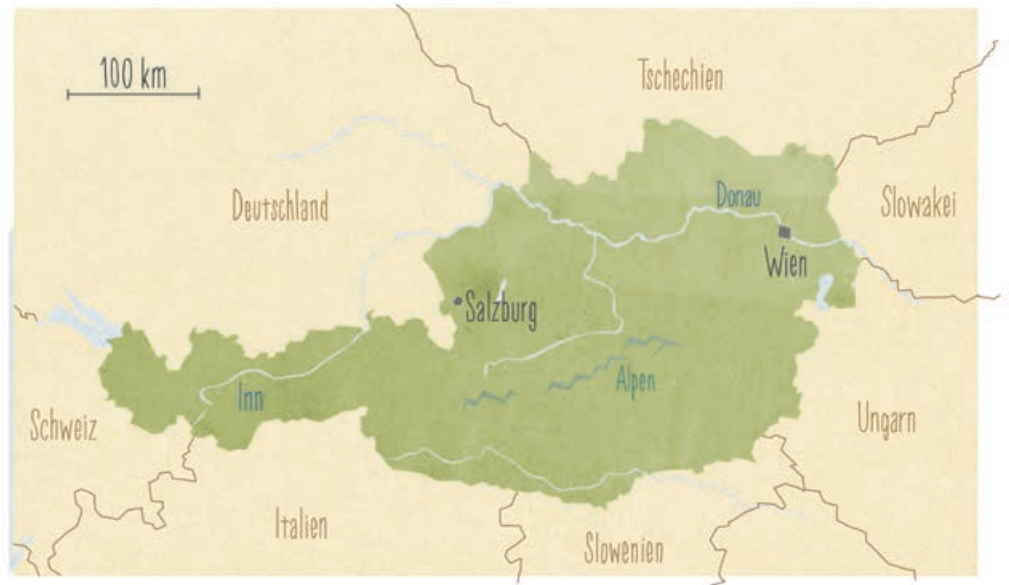 100 km
Tschechien
Deutschland
Donau
Slowakei
Wien
Salzburg
Alpen
Inn
Schweiz
Ungarn
Italien
Slowenien